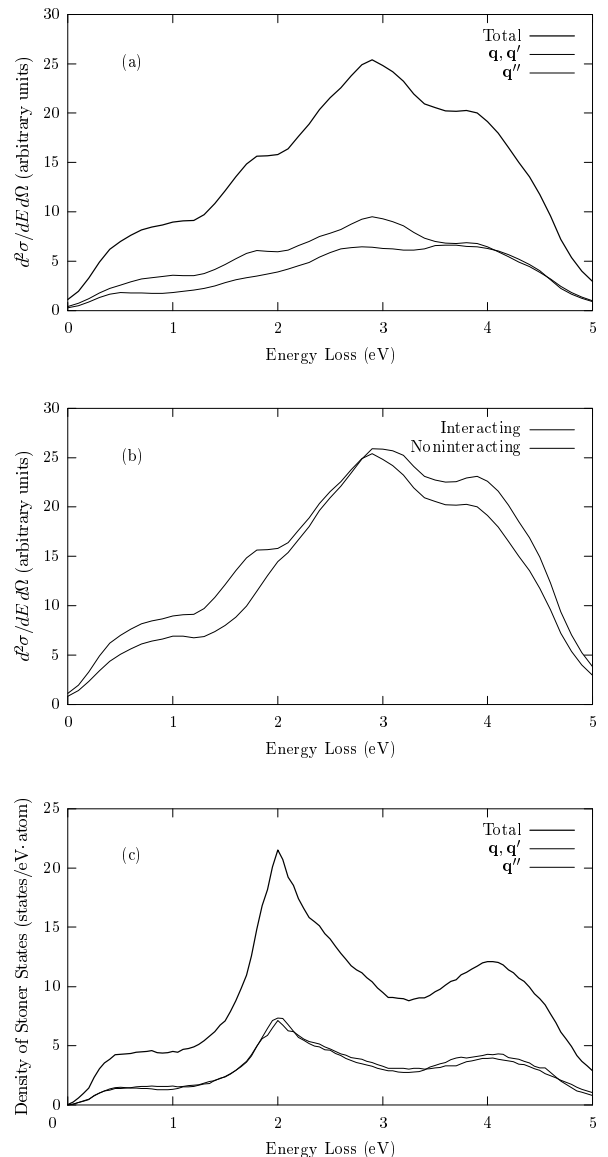 30
25
20
15
10
5
0
d²σ/dE dΩ (arbitrary units)
(a)
Total
q, q′
q″
0 1 2 3 4 5
Energy Loss (eV)
30
25
20
15
10
5
0
d²σ/dE dΩ (arbitrary units)
(b)
Interacting
Noninteracting
0 1 2 3 4 5
Energy Loss (eV)
25
20
15
10
5
0
Density of Stoner States (states/eV·atom)
(c)
Total
q, q′
q″
0 1 2 3 4 5
Energy Loss (eV)